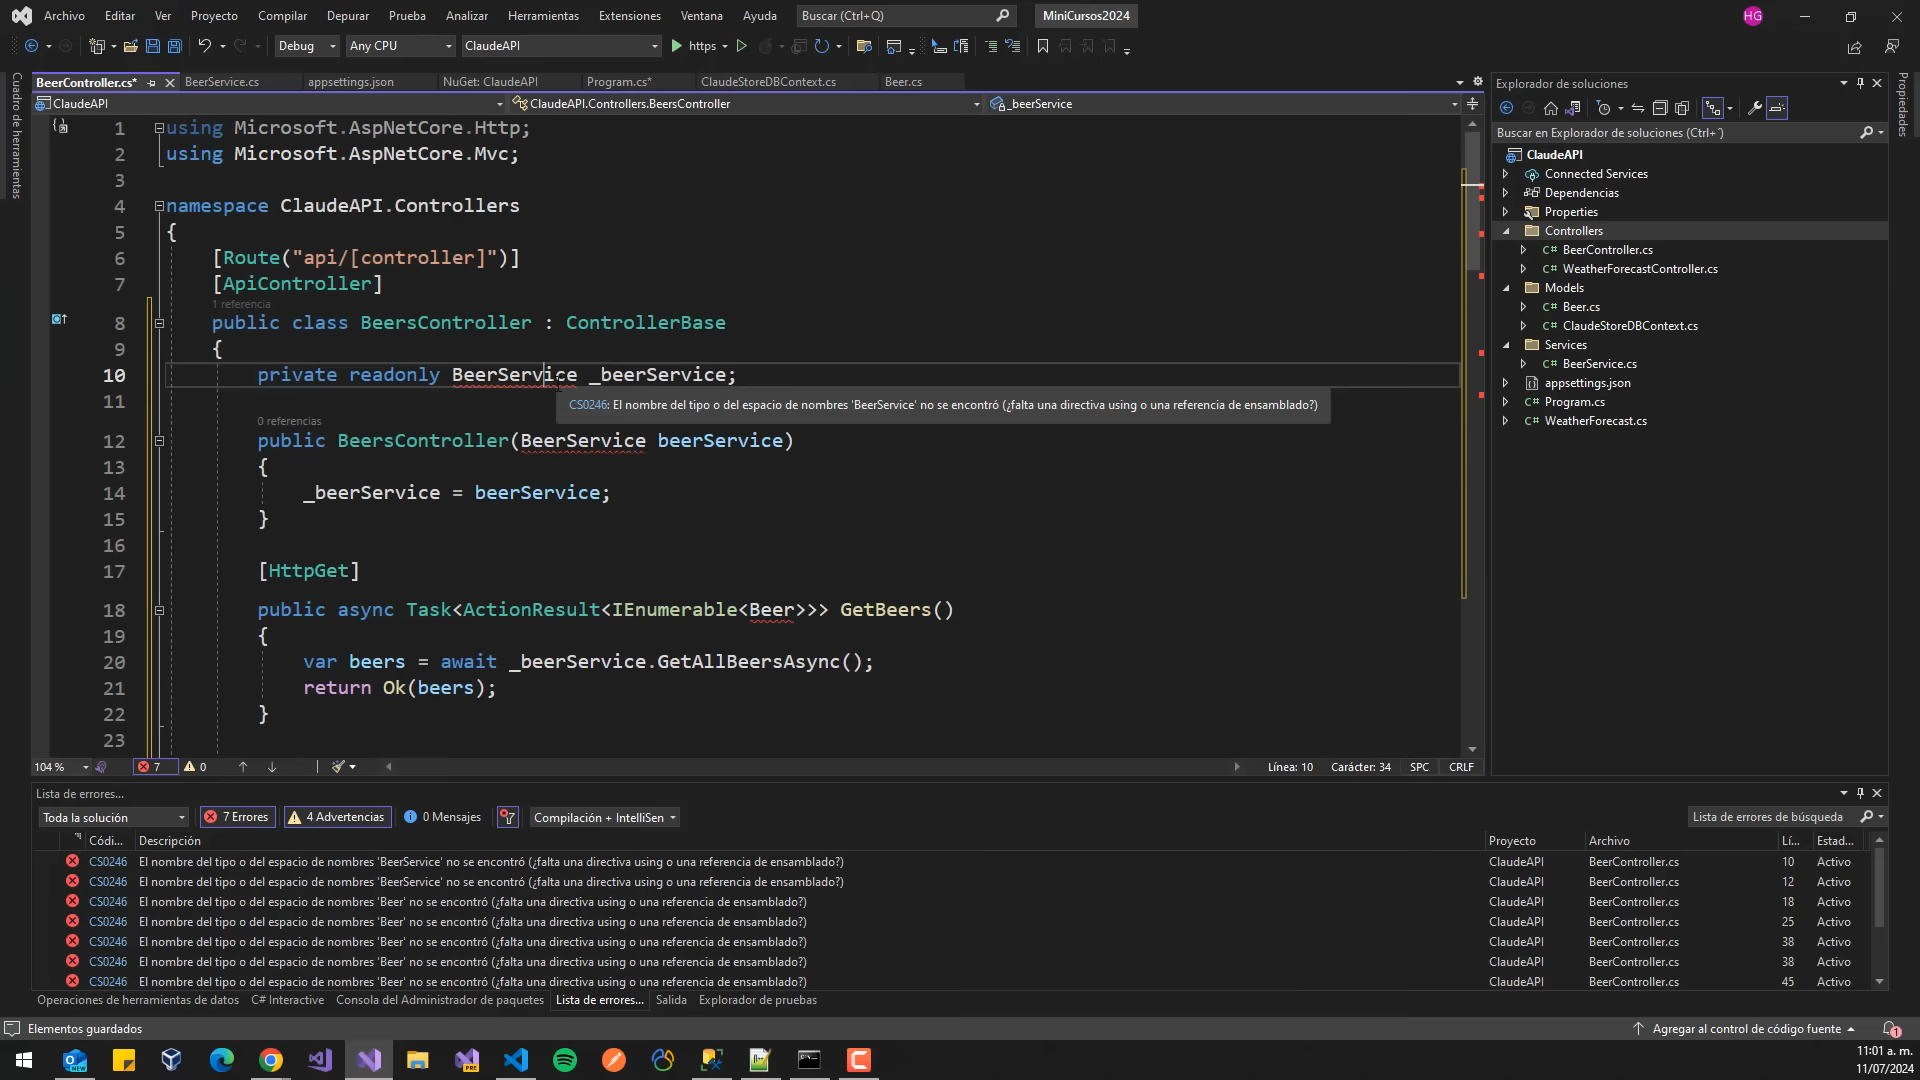 Archivo Editar Ver Proyecto Compilar Depurar Prueba Analizar Herramientas Extensiones Ventana Ayuda Buscar (Ctrl+Q) MiniCursos2024 HG
Debug Any CPU ClaudeAPI https
BeerController.cs* BeerService.cs appsettings.json NuGet: ClaudeAPI Program.cs* ClaudeStoreDBContext.cs Beer.cs
ClaudeAPI ClaudeAPI.Controllers.BeersController _beerService
Cuadro de herramientas
1 using Microsoft.AspNetCore.Http;
2 using Microsoft.AspNetCore.Mvc;
3
4 namespace ClaudeAPI.Controllers
5 {
6 [Route("api/[controller]")]
7 [ApiController]
1 referencia
8 public class BeersController : ControllerBase
9 {
10 private readonly BeerService _beerService;
11 CS0246: El nombre del tipo o del espacio de nombres 'BeerService' no se encontró (¿falta una directiva using o una referencia de ensamblado?)
0 referencias
12 public BeersController(BeerService beerService)
13 {
14 _beerService = beerService;
15 }
16
17 [HttpGet]
18 public async Task<ActionResult<IEnumerable<Beer>>> GetBeers()
19 {
20 var beers = await _beerService.GetAllBeersAsync();
21 return Ok(beers);
22 }
23
104 % 7 0 Línea: 10 Carácter: 34 SPC CRLF
Explorador de soluciones
Buscar en Explorador de soluciones (Ctrl+´)
ClaudeAPI
Connected Services
Dependencias
Properties
Controllers
C# BeerController.cs
C# WeatherForecastController.cs
Models
C# Beer.cs
C# ClaudeStoreDBContext.cs
Services
C# BeerService.cs
appsettings.json
C# Program.cs
C# WeatherForecast.cs
Propiedades
Lista de errores...
Toda la solución 7 Errores 4 Advertencias 0 Mensajes Compilación + IntelliSen Lista de errores de búsqueda
Códi... Descripción Proyecto Archivo Lí... Estad...
CS0246 El nombre del tipo o del espacio de nombres 'BeerService' no se encontró (¿falta una directiva using o una referencia de ensamblado?) ClaudeAPI BeerController.cs 10 Activo
CS0246 El nombre del tipo o del espacio de nombres 'BeerService' no se encontró (¿falta una directiva using o una referencia de ensamblado?) ClaudeAPI BeerController.cs 12 Activo
CS0246 El nombre del tipo o del espacio de nombres 'Beer' no se encontró (¿falta una directiva using o una referencia de ensamblado?) ClaudeAPI BeerController.cs 18 Activo
CS0246 El nombre del tipo o del espacio de nombres 'Beer' no se encontró (¿falta una directiva using o una referencia de ensamblado?) ClaudeAPI BeerController.cs 25 Activo
CS0246 El nombre del tipo o del espacio de nombres 'Beer' no se encontró (¿falta una directiva using o una referencia de ensamblado?) ClaudeAPI BeerController.cs 38 Activo
CS0246 El nombre del tipo o del espacio de nombres 'Beer' no se encontró (¿falta una directiva using o una referencia de ensamblado?) ClaudeAPI BeerController.cs 38 Activo
CS0246 El nombre del tipo o del espacio de nombres 'Beer' no se encontró (¿falta una directiva using o una referencia de ensamblado?) ClaudeAPI BeerController.cs 45 Activo
Operaciones de herramientas de datos C# Interactive Consola del Administrador de paquetes Lista de errores... Salida Explorador de pruebas
Elementos guardados Agregar al control de código fuente 1
NEW PRE
11:01 a. m.
11/07/2024